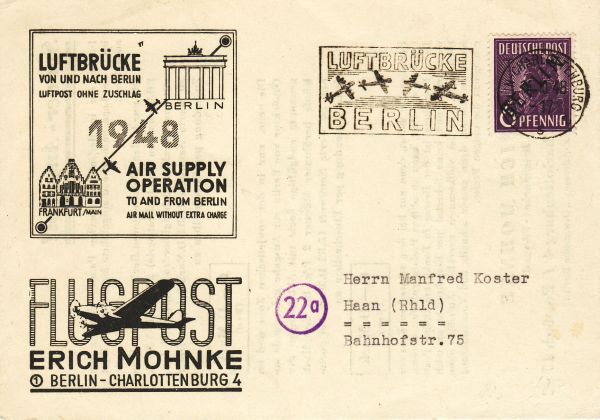 LUFTBRÜCKE"
VON UND NACH BERLIN
LUFTPOST OHNE ZUSCHLAG
BERLIN
1948
AIR SUPPLY
OPERATION
TO AND FROM BERLIN
AIR MAIL WITHOUT EXTRA CHARGE
FRANKFURT/MAIN
FLUGPOST
ERICH MOHNKE
① BERLIN-CHARLOTTENBURG 4
LUFTBRÜCKE
BERLIN
DEUTSCHE POST
6 PFENNIG
22a
Herrn Manfred Koster
Haan (Rhld)
= = = = = =
Bahnhofstr.75